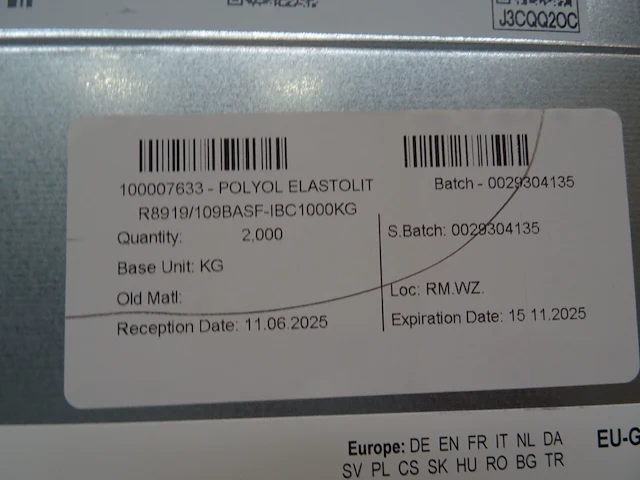 J3CQQ2OC
100007633 - POLYOL ELASTOLIT
R8919/109BASF-IBC1000KG
Batch - 0029304135
Quantity: 2,000
S.Batch: 0029304135
Base Unit: KG
Old Matl:
Loc: RM.WZ.
Reception Date: 11.06.2025
Expiration Date: 15 11.2025
Europe: DE EN FR IT NL DA
SV PL CS SK HU RO BG TR
EU-G